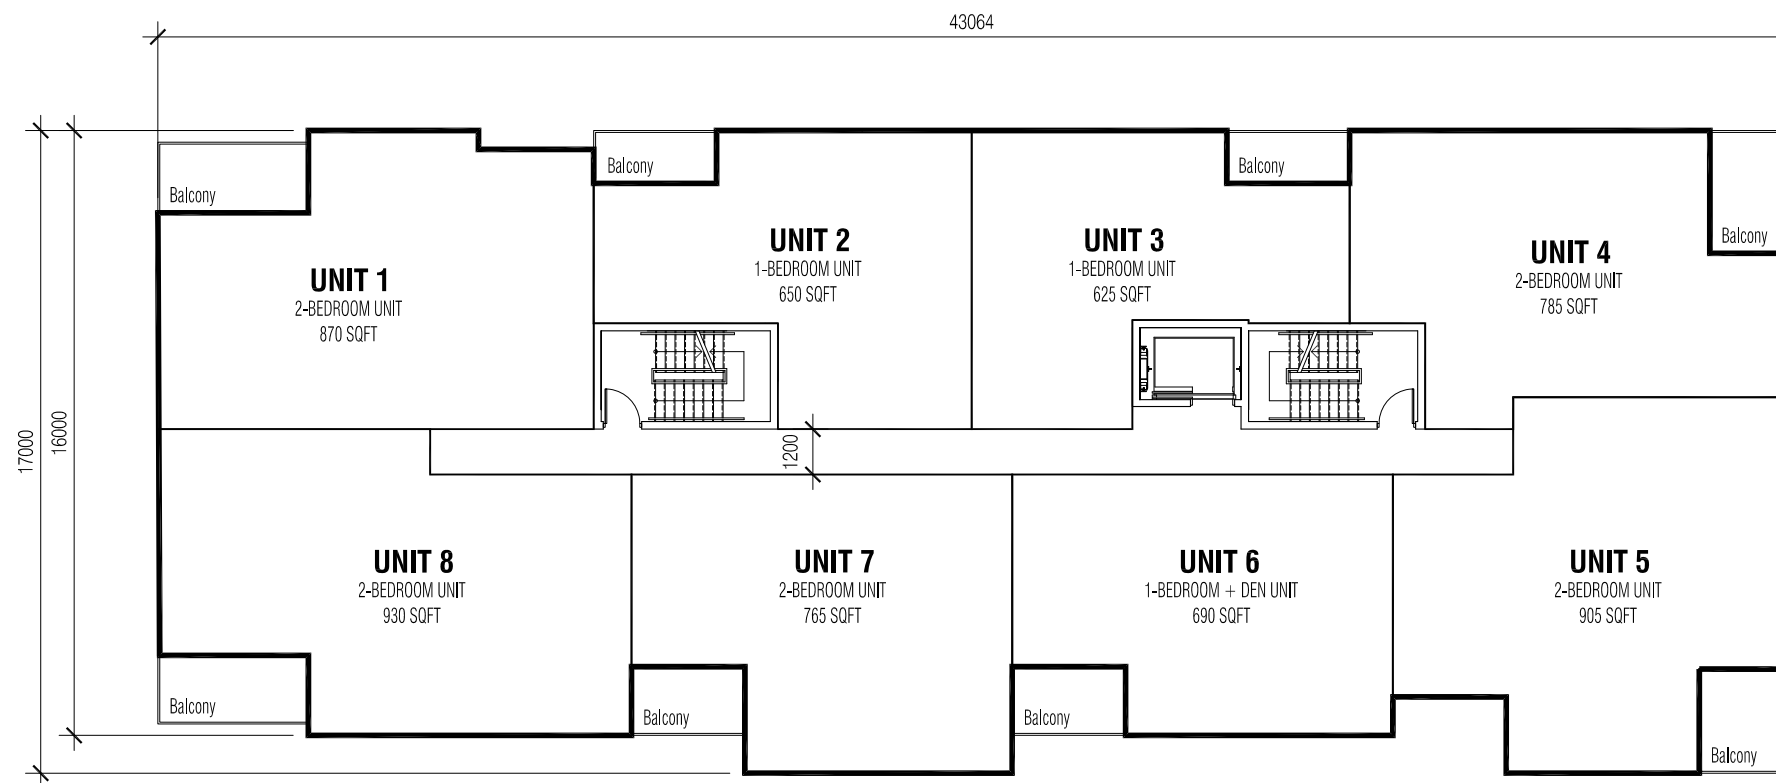 43064
17000
16000
Balcony
Balcony
Balcony
Balcony
UNIT 1
2-BEDROOM UNIT
870 SQFT
UNIT 2
1-BEDROOM UNIT
650 SQFT
UNIT 3
1-BEDROOM UNIT
625 SQFT
UNIT 4
2-BEDROOM UNIT
785 SQFT
1200
UNIT 8
2-BEDROOM UNIT
930 SQFT
UNIT 7
2-BEDROOM UNIT
765 SQFT
UNIT 6
1-BEDROOM + DEN UNIT
690 SQFT
UNIT 5
2-BEDROOM UNIT
905 SQFT
Balcony
Balcony
Balcony
Balcony